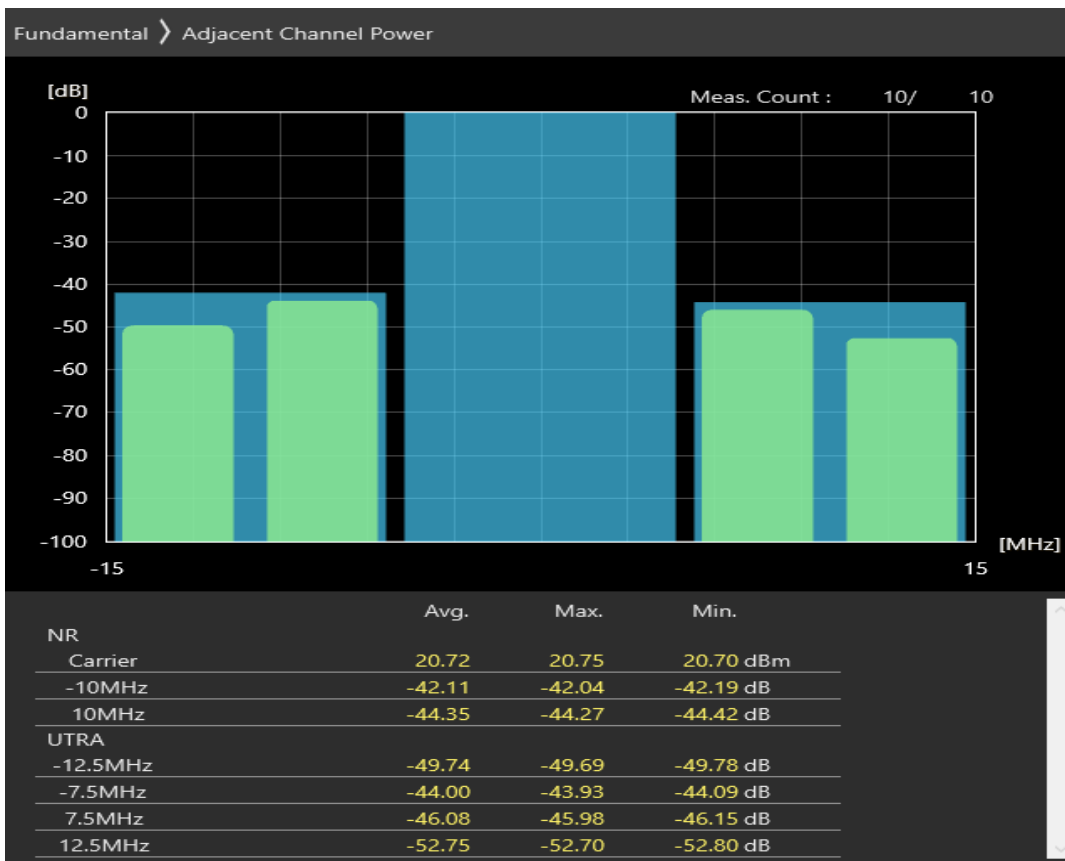 Fundamental 〉 Adjacent Channel Power
[dB]
Meas. Count :    10/    10
0
-10
-20
-30
-40
-50
-60
-70
-80
-90
-100
[MHz]
-15    15
Avg.    Max.    Min.
NR
Carrier    20.72    20.75    20.70 dBm
-10MHz    -42.11    -42.04    -42.19 dB
10MHz    -44.35    -44.27    -44.42 dB
UTRA
-12.5MHz    -49.74    -49.69    -49.78 dB
-7.5MHz    -44.00    -43.93    -44.09 dB
7.5MHz    -46.08    -45.98    -46.15 dB
12.5MHz    -52.75    -52.70    -52.80 dB